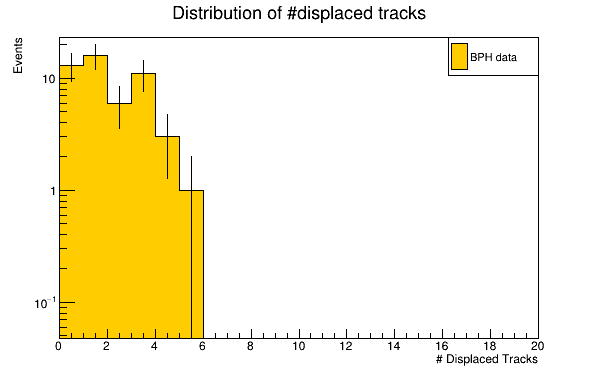 Distribution of #displaced tracks
Events
BPH data
10
1
10⁻¹
0 2 4 6 8 10 12 14 16 18 20
# Displaced Tracks